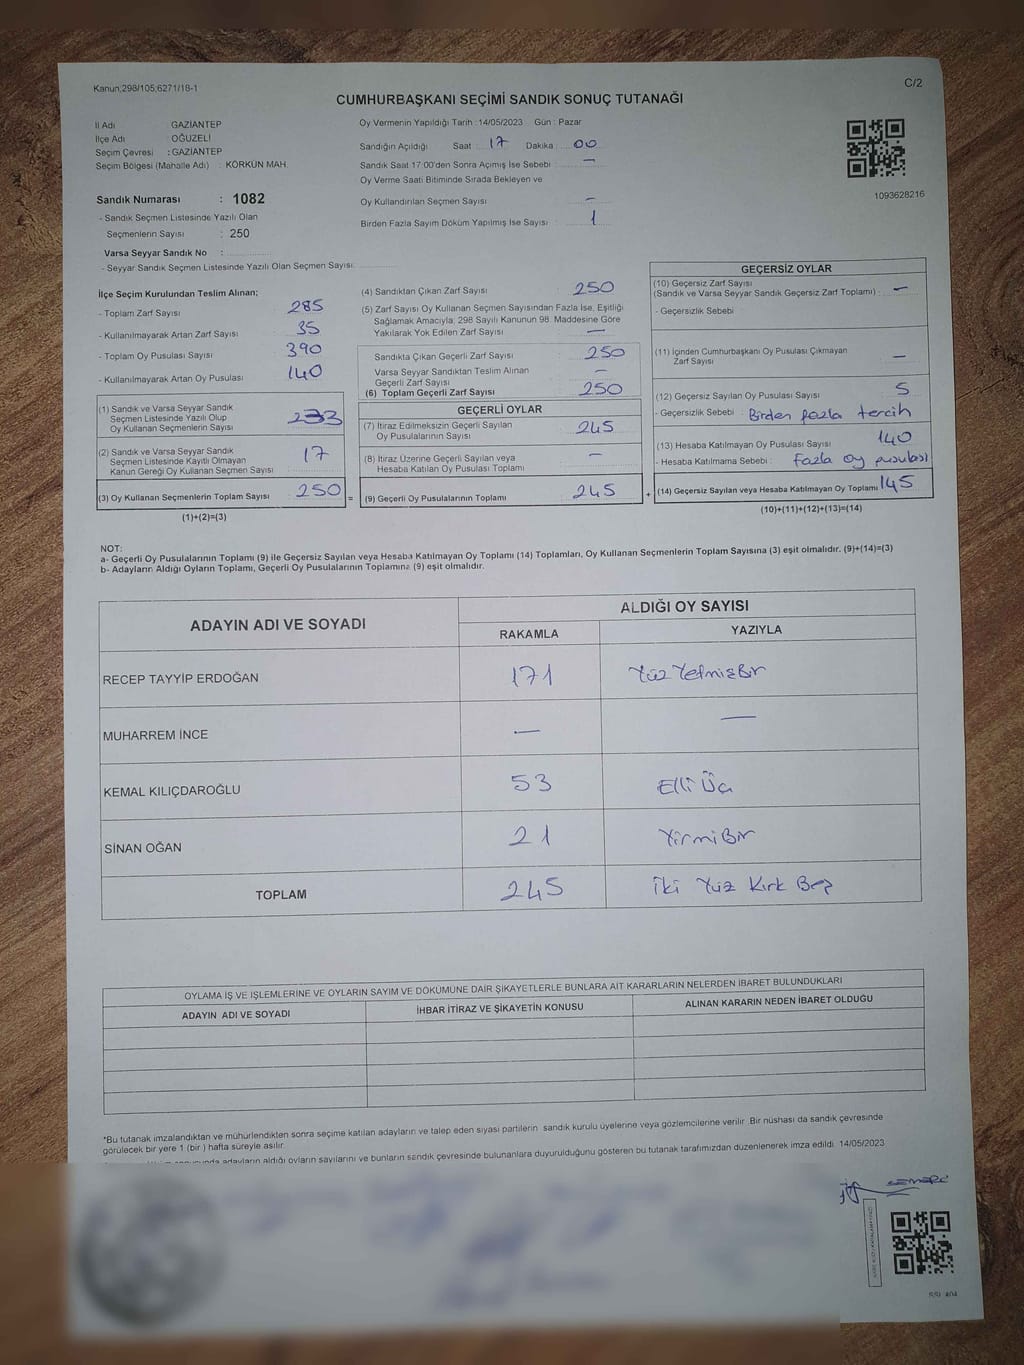 Kanun;298/105;6271/18-1
C/2
CUMHURBAŞKANI SEÇİMİ SANDIK SONUÇ TUTANAĞI
İl Adı GAZİANTEP
İlçe Adı : OĞUZELİ
Seçim Çevresi : GAZİANTEP
Seçim Bölgesi (Mahalle Adı) : KÖRKÜN MAH.
Sandık Numarası : 1082
- Sandık Seçmen Listesinde Yazılı Olan
Seçmenlerin Sayısı : 250
Varsa Seyyar Sandık No :
- Seyyar Sandık Seçmen Listesinde Yazılı Olan Seçmen Sayısı:
Oy Vermenin Yapıldığı Tarih : 14/05/2023 Gün : Pazar
Sandığın Açıldığı Saat : 17 Dakika : 00
Sandık Saat 17:00'den Sonra Açımış İse Sebebi : —
Oy Verme Saati Bitiminde Sırada Bekleyen ve
Oy Kullandırılan Seçmen Sayısı : —
Birden Fazla Sayım Döküm Yapılmış İse Sayısı : 1
1093628216
İlçe Seçim Kurulundan Teslim Alınan;
- Toplam Zarf Sayısı : 285
- Kullanılmayarak Artan Zarf Sayısı : 35
- Toplam Oy Pusulası Sayısı : 390
- Kullanılmayarak Artan Oy Pusulası : 140
(1) Sandık ve Varsa Seyyar Sandık
Seçmen Listesinde Yazılı Olup
Oy Kullanan Seçmenlerin Sayısı : 233
(2) Sandık ve Varsa Seyyar Sandık
Seçmen Listesinde Kayıtlı Olmayan
Kanun Gereği Oy Kullanan Seçmen Sayısı : 17
(3) Oy Kullanan Seçmenlerin Toplam Sayısı : 250 =
(1)+(2)=(3)
(4) Sandıktan Çıkan Zarf Sayısı : 250
(5) Zarf Sayısı Oy Kullanan Seçmen Sayısından Fazla İse, Eşitliği
Sağlamak Amacıyla; 298 Sayılı Kanunun 98. Maddesine Göre
Yakılarak Yok Edilen Zarf Sayısı : —
Sandıkta Çıkan Geçerli Zarf Sayısı : 250
Varsa Seyyar Sandıktan Teslim Alınan
Geçerli Zarf Sayısı : —
(6) Toplam Geçerli Zarf Sayısı : 250
GEÇERLİ OYLAR
(7) İtiraz Edilmeksizin Geçerli Sayılan
Oy Pusulalarının Sayısı : 245
(8) İtiraz Üzerine Geçerli Sayılan veya
Hesaba Katılan Oy Pusulası Toplamı : —
(9) Geçerli Oy Pusulalarının Toplamı : 245 +
GEÇERSİZ OYLAR
(10) Geçersiz Zarf Sayısı
(Sandık ve Varsa Seyyar Sandık Geçersiz Zarf Toplamı) : —
- Geçersizlik Sebebi :
(11) İçinden Cumhurbaşkanı Oy Pusulası Çıkmayan
Zarf Sayısı : —
(12) Geçersiz Sayılan Oy Pusulası Sayısı : 5
- Geçersizlik Sebebi : Birden fazla tercih
(13) Hesaba Katılmayan Oy Pusulası Sayısı : 140
- Hesaba Katılmama Sebebi : Fazla oy pusulası
(14) Geçersiz Sayılan veya Hesaba Katılmayan Oy Toplamı : 145
(10)+(11)+(12)+(13)=(14)
NOT:
a- Geçerli Oy Pusulalarının Toplamı (9) ile Geçersiz Sayılan veya Hesaba Katılmayan Oy Toplamı (14) Toplamları, Oy Kullanan Seçmenlerin Toplam Sayısına (3) eşit olmalıdır. (9)+(14)=(3)
b- Adayların Aldığı Oyların Toplamı, Geçerli Oy Pusulalarının Toplamına (9) eşit olmalıdır.
ADAYIN ADI VE SOYADI ALDIĞI OY SAYISI
RAKAMLA YAZIYLA
RECEP TAYYİP ERDOĞAN 171 Yüz YetmişBir
MUHARREM İNCE — —
KEMAL KILIÇDAROĞLU 53 Elli Üç
SİNAN OĞAN 21 YirmiBir
TOPLAM 245 İki Yüz Kırk Beş
OYLAMA İŞ VE İŞLEMLERİNE VE OYLARIN SAYIM VE DÖKÜMÜNE DAİR ŞİKAYETLERLE BUNLARA AİT KARARLARIN NELERDEN İBARET BULUNDUKLARI
ADAYIN ADI VE SOYADI İHBAR İTİRAZ VE ŞİKAYETİN KONUSU ALINAN KARARIN NEDEN İBARET OLDUĞU
*Bu tutanak imzalandıktan ve mühürlendikten sonra seçime katılan adayların ve talep eden siyasi partilerin sandık kurulu üyelerine veya gözlemcilerine verilir. Bir nüshası da sandık çevresinde
görülecek bir yere 1 (bir ) hafta süreyle asılır.
adayların aldığı oyların sayılarını ve bunların sandık çevresinde bulunanlara duyurulduğunu gösteren bu tutanak tarafımızdan düzenlenerek imza edildi. 14/05/2023